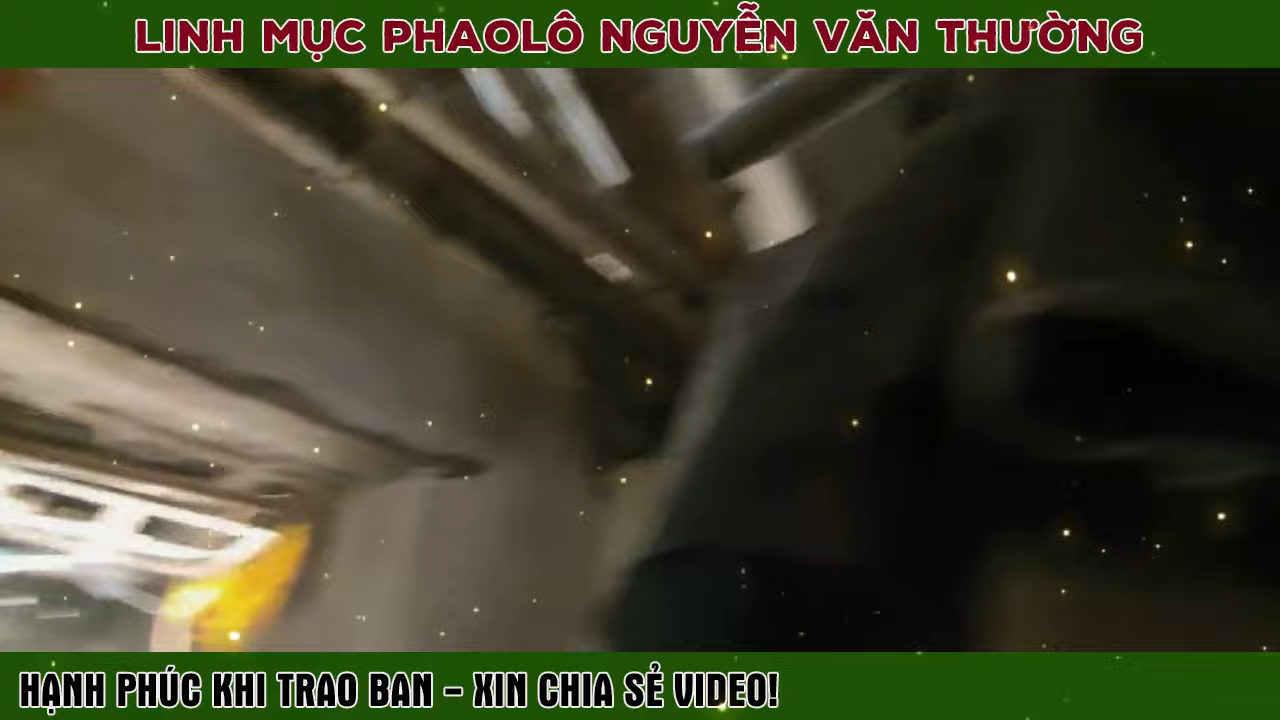 LINH MỤC PHAOLÔ NGUYỄN VĂN THƯỜNG
HẠNH PHÚC KHI TRAO BAN – XIN CHIA SẺ VIDEO!